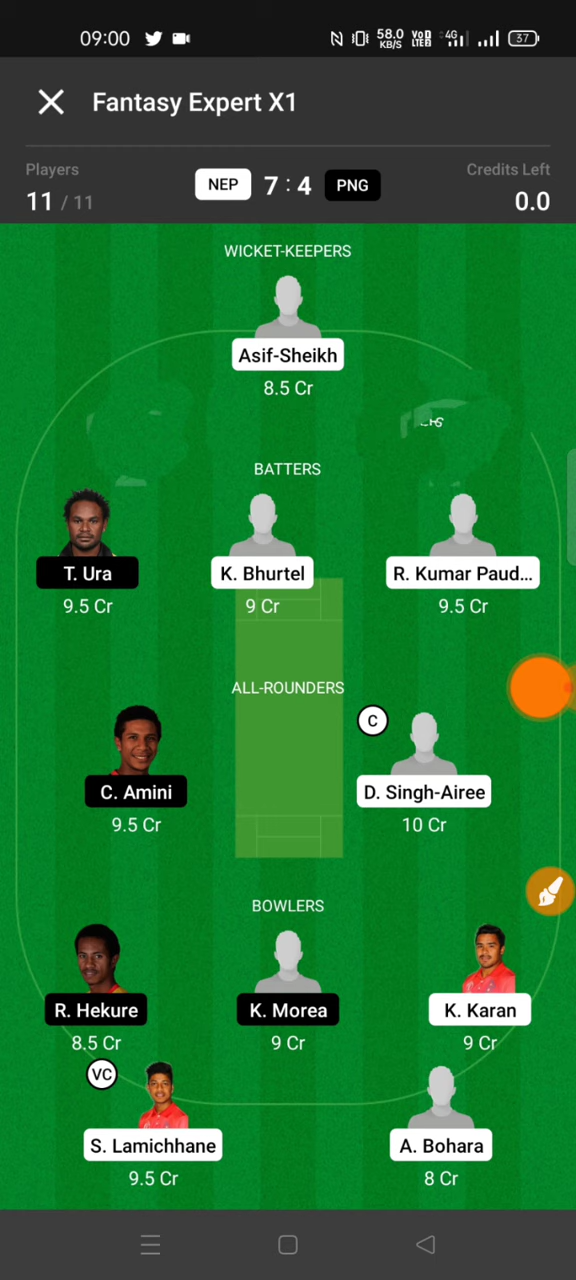 09:00
58.0
KB/S
VoD
LTE2
4G
37
Fantasy Expert X1
Players
11 / 11
NEP 7 : 4 PNG
Credits Left
0.0
WICKET-KEEPERS
Asif-Sheikh
8.5 Cr
BATTERS
T. Ura
9.5 Cr
K. Bhurtel
9 Cr
R. Kumar Paud...
9.5 Cr
ALL-ROUNDERS
C. Amini
9.5 Cr
C
D. Singh-Airee
10 Cr
BOWLERS
R. Hekure
8.5 Cr
K. Morea
9 Cr
K. Karan
9 Cr
VC
S. Lamichhane
9.5 Cr
A. Bohara
8 Cr